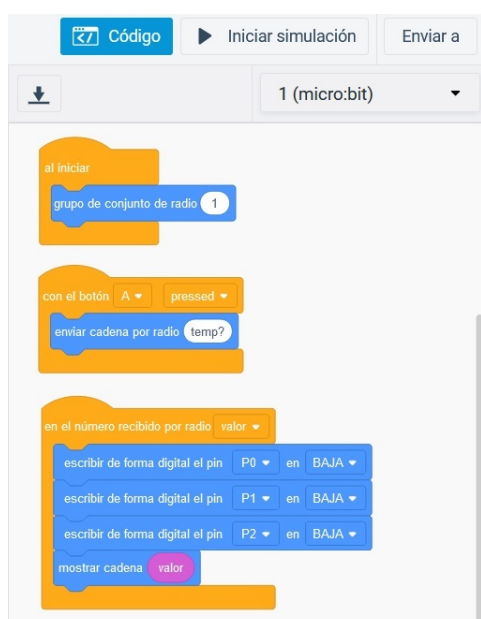 Código Iniciar simulación Enviar a
1 (micro:bit)
al iniciar
grupo de conjunto de radio 1
con el botón A pressed
enviar cadena por radio temp?
en el número recibido por radio valor
escribir de forma digital el pin P0 en BAJA
escribir de forma digital el pin P1 en BAJA
escribir de forma digital el pin P2 en BAJA
mostrar cadena valor